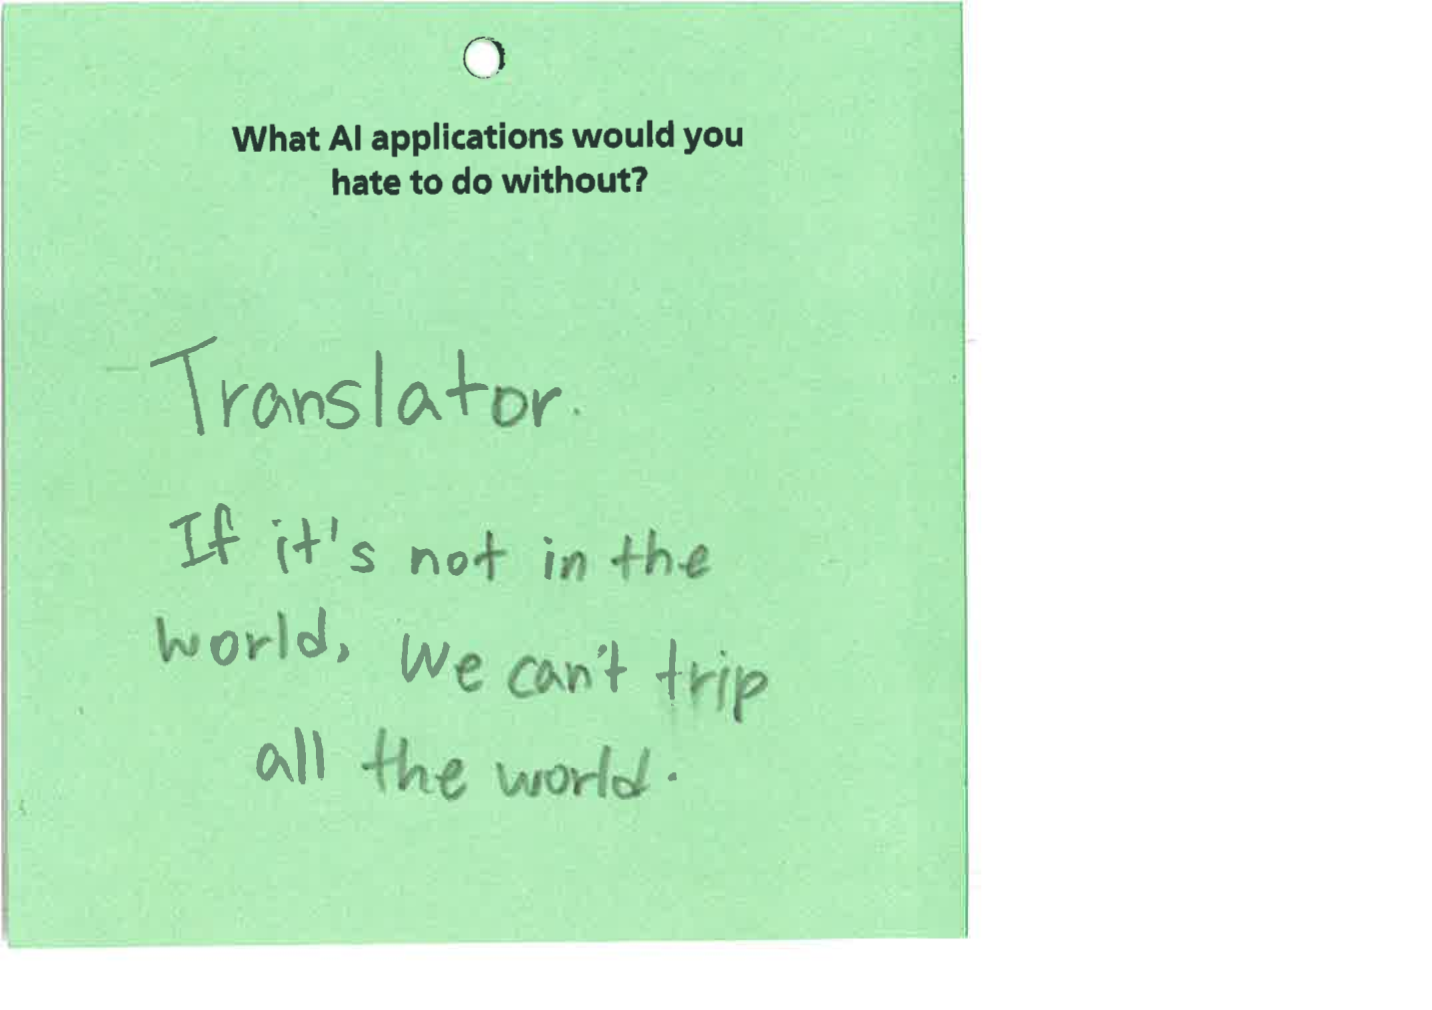 What AI applications would you
hate to do without?
Translator.
If it's not in the
world, we can't trip
all the world.